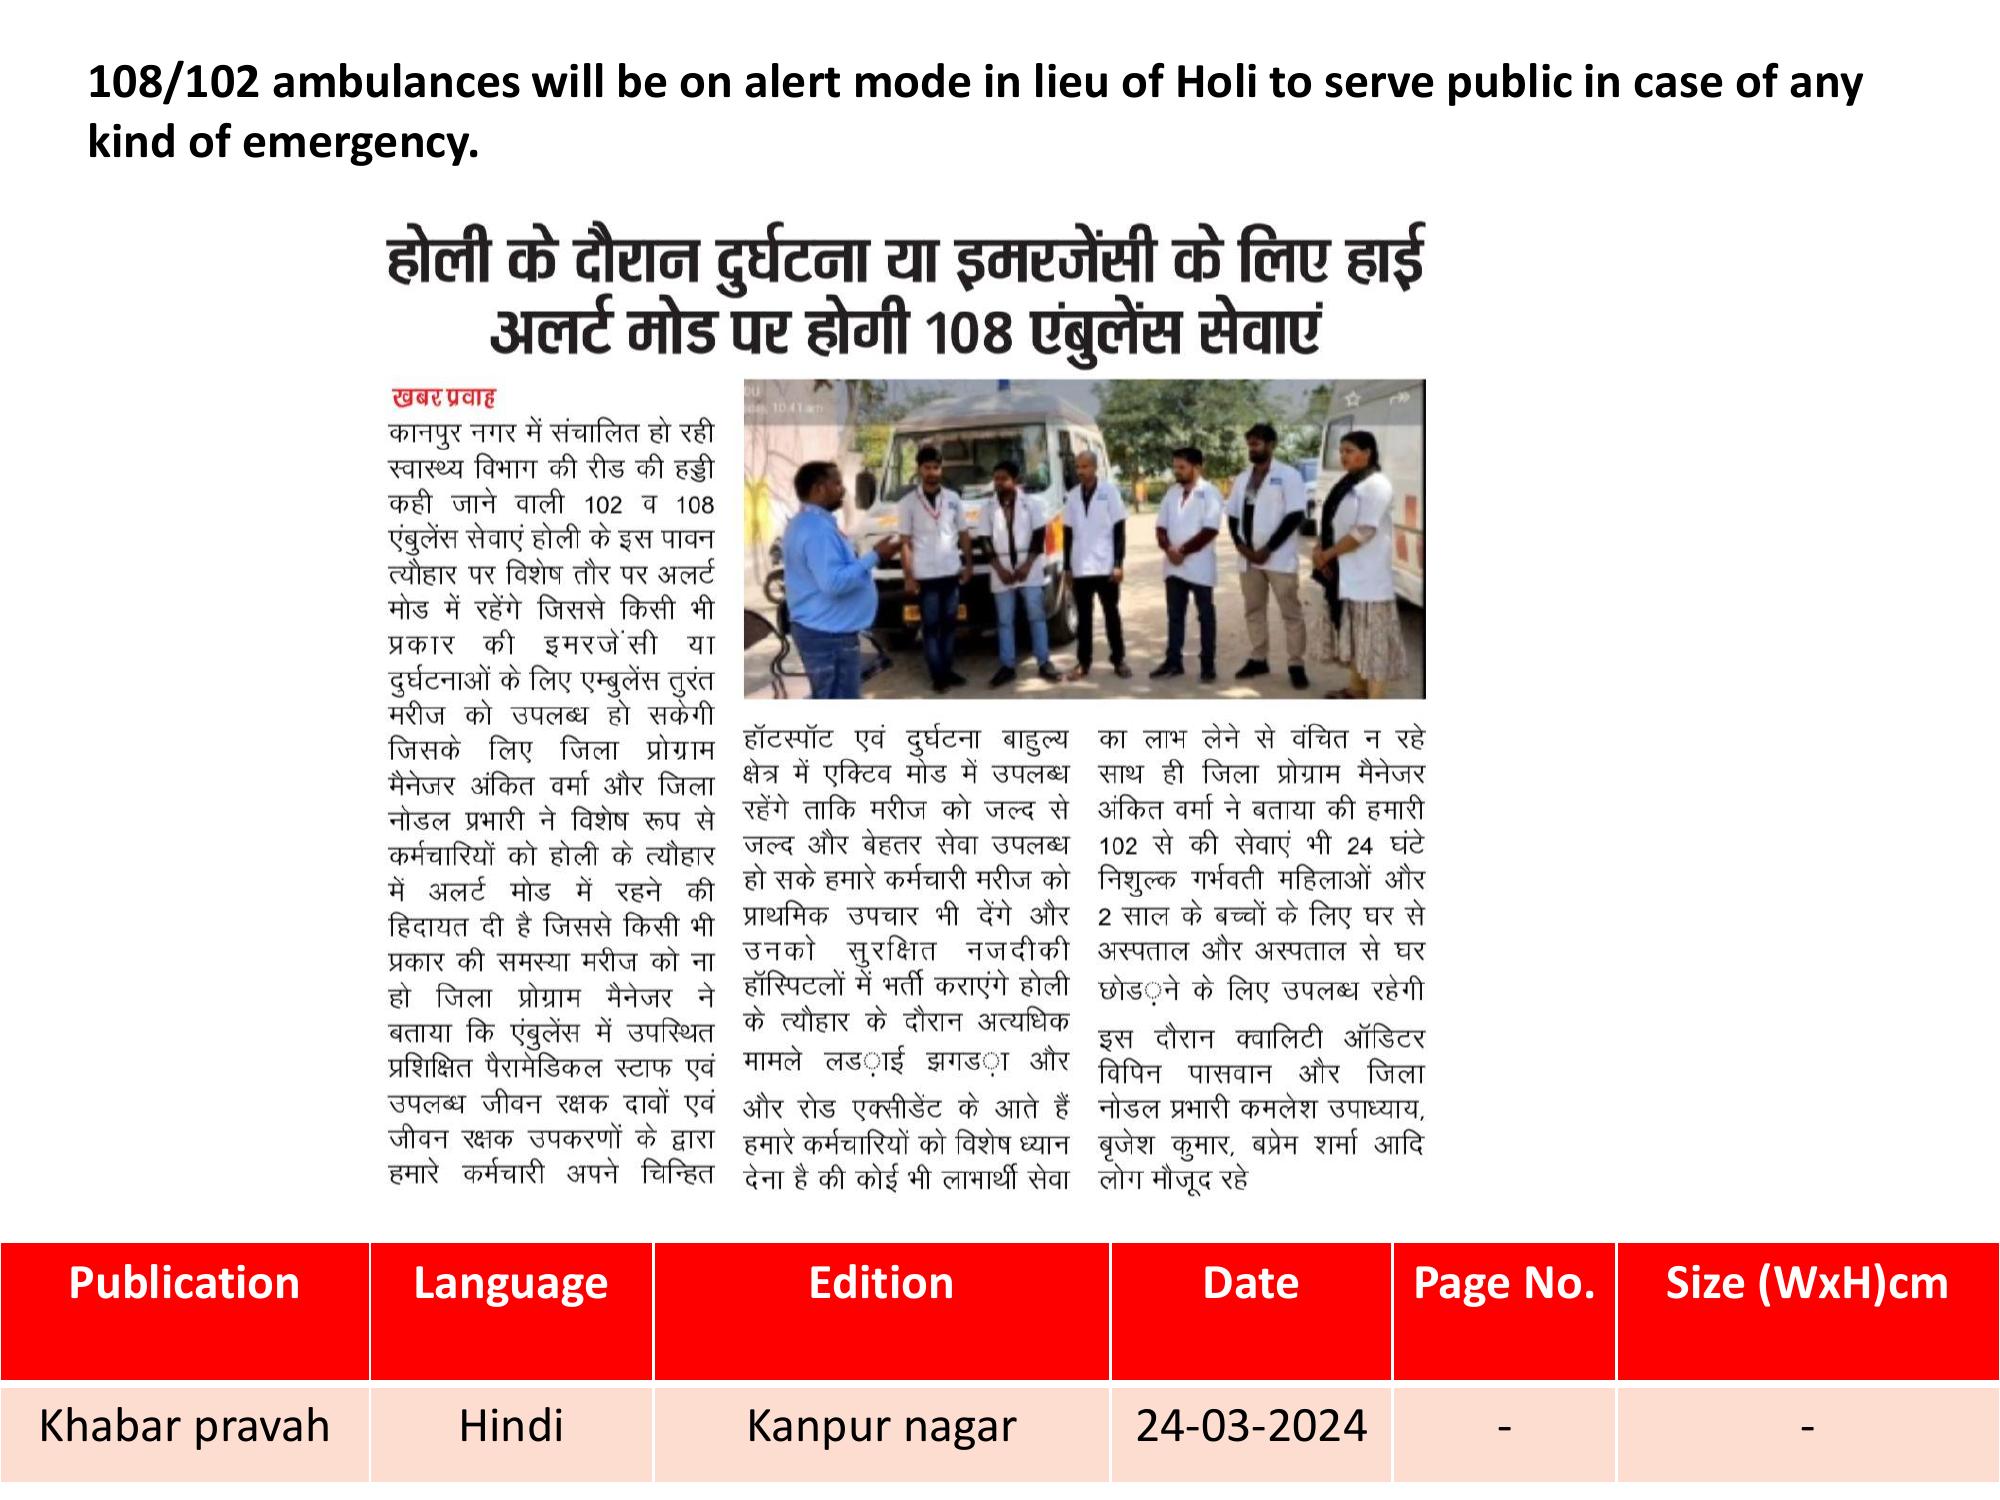 108/102 ambulances will be on alert mode in lieu of Holi to serve public in case of any
kind of emergency.
होली के दौरान दुर्घटना या इमरजेंसी के लिए हाई
अलर्ट मोड पर होगी 108 एंबुलेंस सेवाएं
खबर प्रवाह
कानपुर नगर में संचालित हो रही
स्वास्थ्य विभाग की रीड की हड्डी
कही जाने वाली 102 व 108
एंबुलेंस सेवाएं होली के इस पावन
त्यौहार पर विशेष तौर पर अलर्ट
मोड में रहेंगे जिससे किसी भी
प्रकार की इमरजेंसी या
दुर्घटनाओं के लिए एम्बुलेंस तुरंत
मरीज को उपलब्ध हो सकेगी
जिसके लिए जिला प्रोग्राम
मैनेजर अंकित वर्मा और जिला
नोडल प्रभारी ने विशेष रूप से
कर्मचारियों को होली के त्यौहार
में अलर्ट मोड में रहने की
हिदायत दी है जिससे किसी भी
प्रकार की समस्या मरीज को ना
हो जिला प्रोग्राम मैनेजर ने
बताया कि एंबुलेंस में उपस्थित
प्रशिक्षित पैरामेडिकल स्टाफ एवं
उपलब्ध जीवन रक्षक दावों एवं
जीवन रक्षक उपकरणों के द्वारा
हमारे कर्मचारी अपने चिन्हित
10:41 am
हॉटस्पॉट एवं दुर्घटना बाहुल्य
क्षेत्र में एक्टिव मोड में उपलब्ध
रहेंगे ताकि मरीज को जल्द से
जल्द और बेहतर सेवा उपलब्ध
हो सके हमारे कर्मचारी मरीज को
प्राथमिक उपचार भी देंगे और
उनको सुरक्षित नजदीकी
हॉस्पिटलों में भर्ती कराएंगे होली
के त्यौहार के दौरान अत्यधिक
मामले लड◌़ाई झगड◌़ा और
और रोड एक्सीडेंट के आते हैं
हमारे कर्मचारियों को विशेष ध्यान
देना है की कोई भी लाभार्थी सेवा
का लाभ लेने से वंचित न रहे
साथ ही जिला प्रोग्राम मैनेजर
अंकित वर्मा ने बताया की हमारी
102 से की सेवाएं भी 24 घंटे
निशुल्क गर्भवती महिलाओं और
2 साल के बच्चों के लिए घर से
अस्पताल और अस्पताल से घर
छोड◌़ने के लिए उपलब्ध रहेगी
इस दौरान क्वालिटी ऑडिटर
विपिन पासवान और जिला
नोडल प्रभारी कमलेश उपाध्याय,
बृजेश कुमार, बप्रेम शर्मा आदि
लोग मौजूद रहे
Publication Language Edition Date Page No. Size (WxH)cm
Khabar pravah Hindi Kanpur nagar 24-03-2024 - -